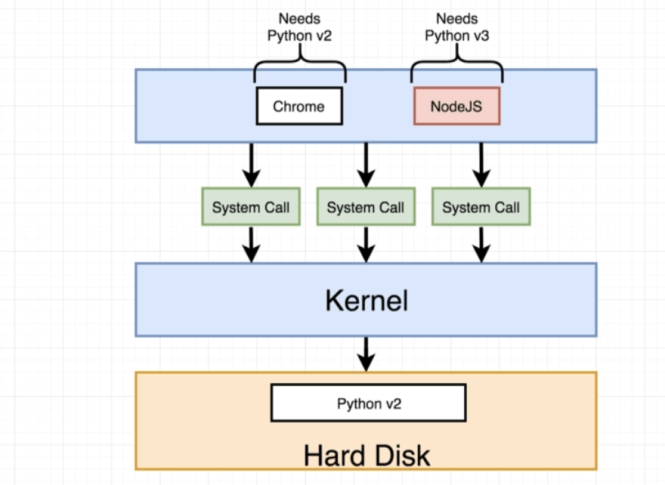 Needs
Python v2
Needs
Python v3
Chrome
NodeJS
System Call
System Call
System Call
Kernel
Python v2
Hard Disk